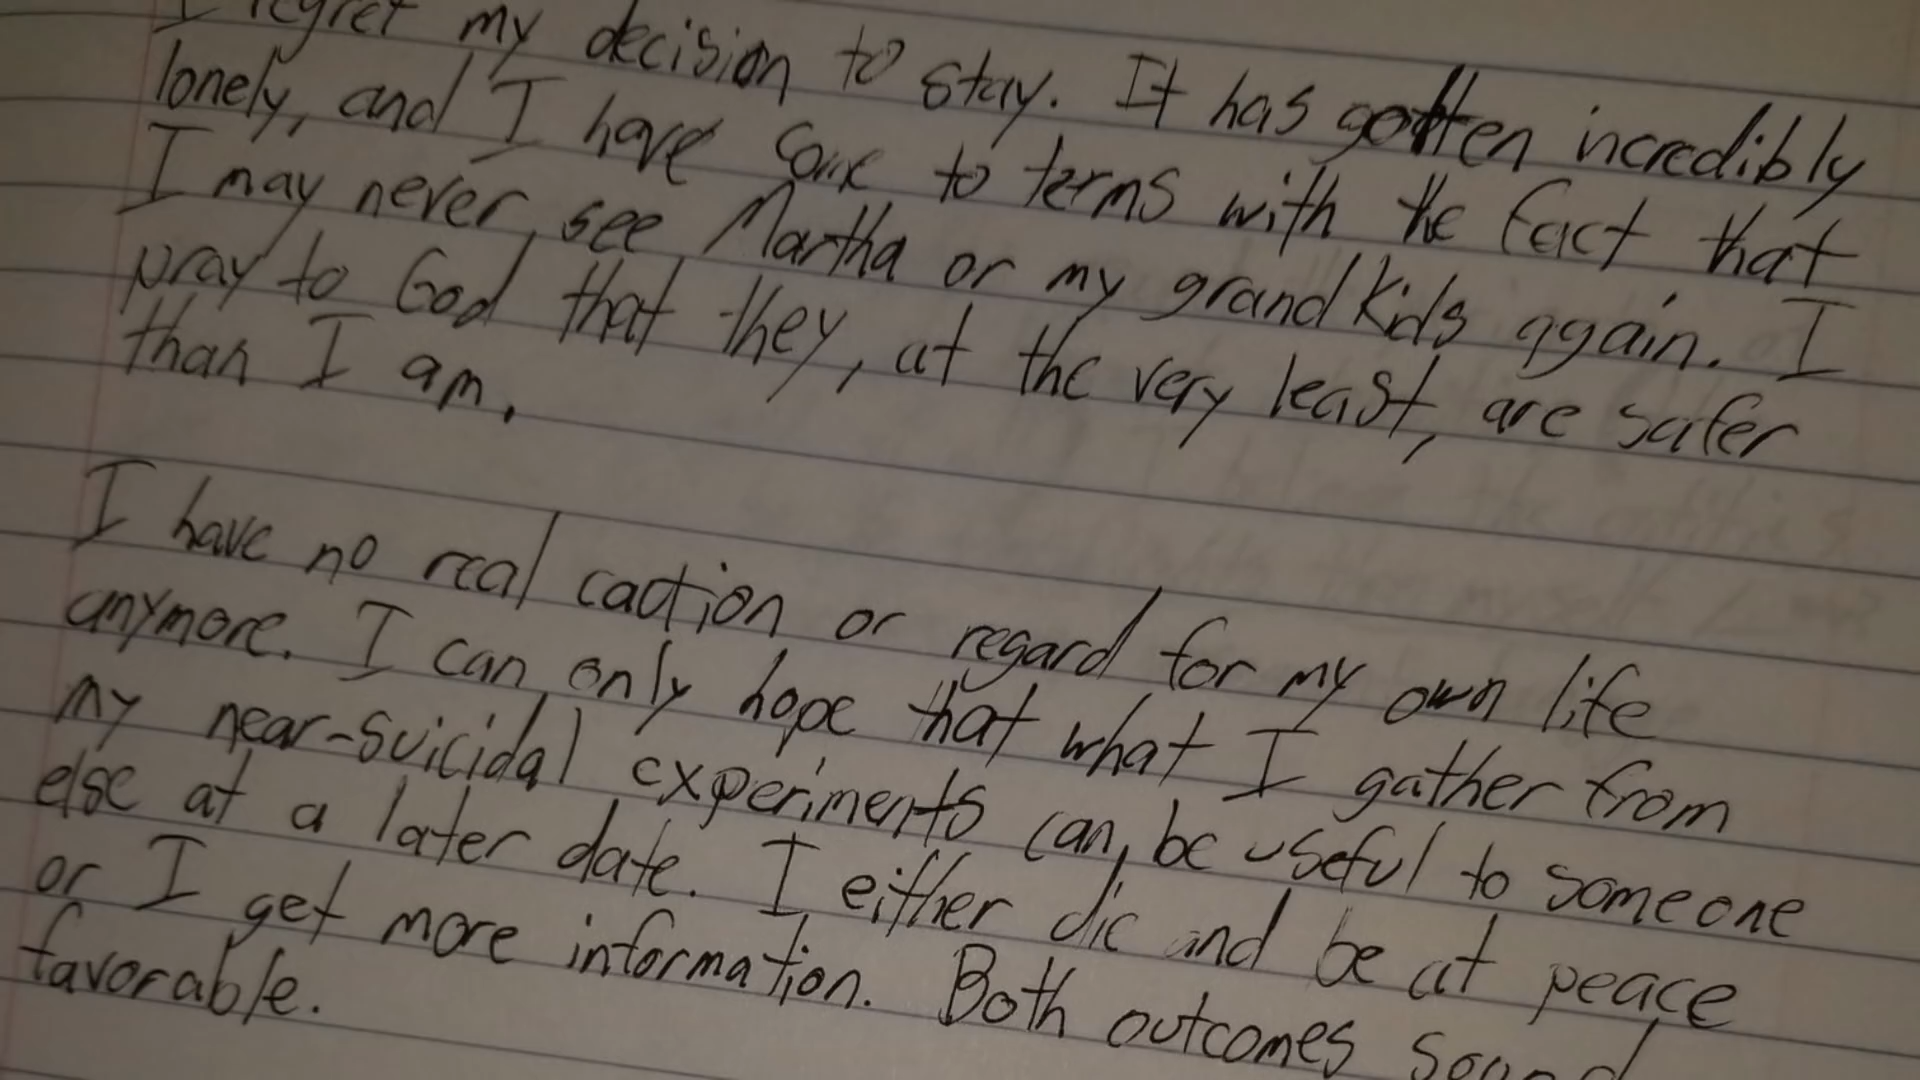 I regret my decision to stay. It has gotten incredibly
lonely, and I have come to terms with the fact that
I may never see Martha or my grandkids again. I
pray to God that they, at the very least, are safer
than I am.
I have no real caution or regard for my own life
anymore. I can only hope that what I gather from
my near-suicidal experiments can be useful to someone
else at a later date. I either die and be at peace
or I get more information. Both outcomes sound
favorable.